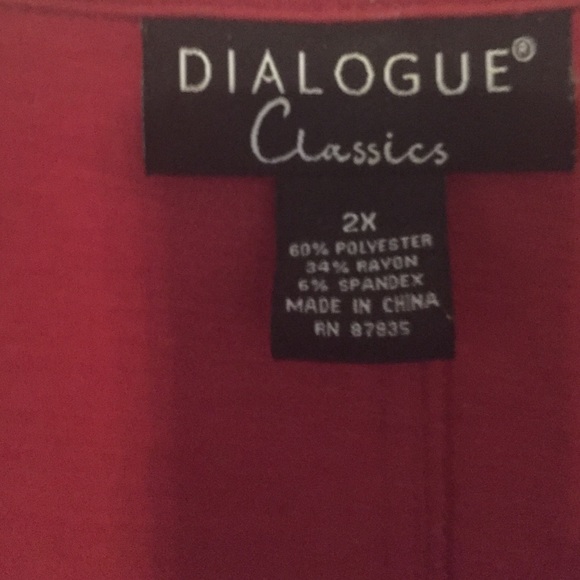 DIALOGUE®
Classics
2X
60% POLYESTER
34% RAYON
6% SPANDEX
MADE IN CHINA
RN 87835